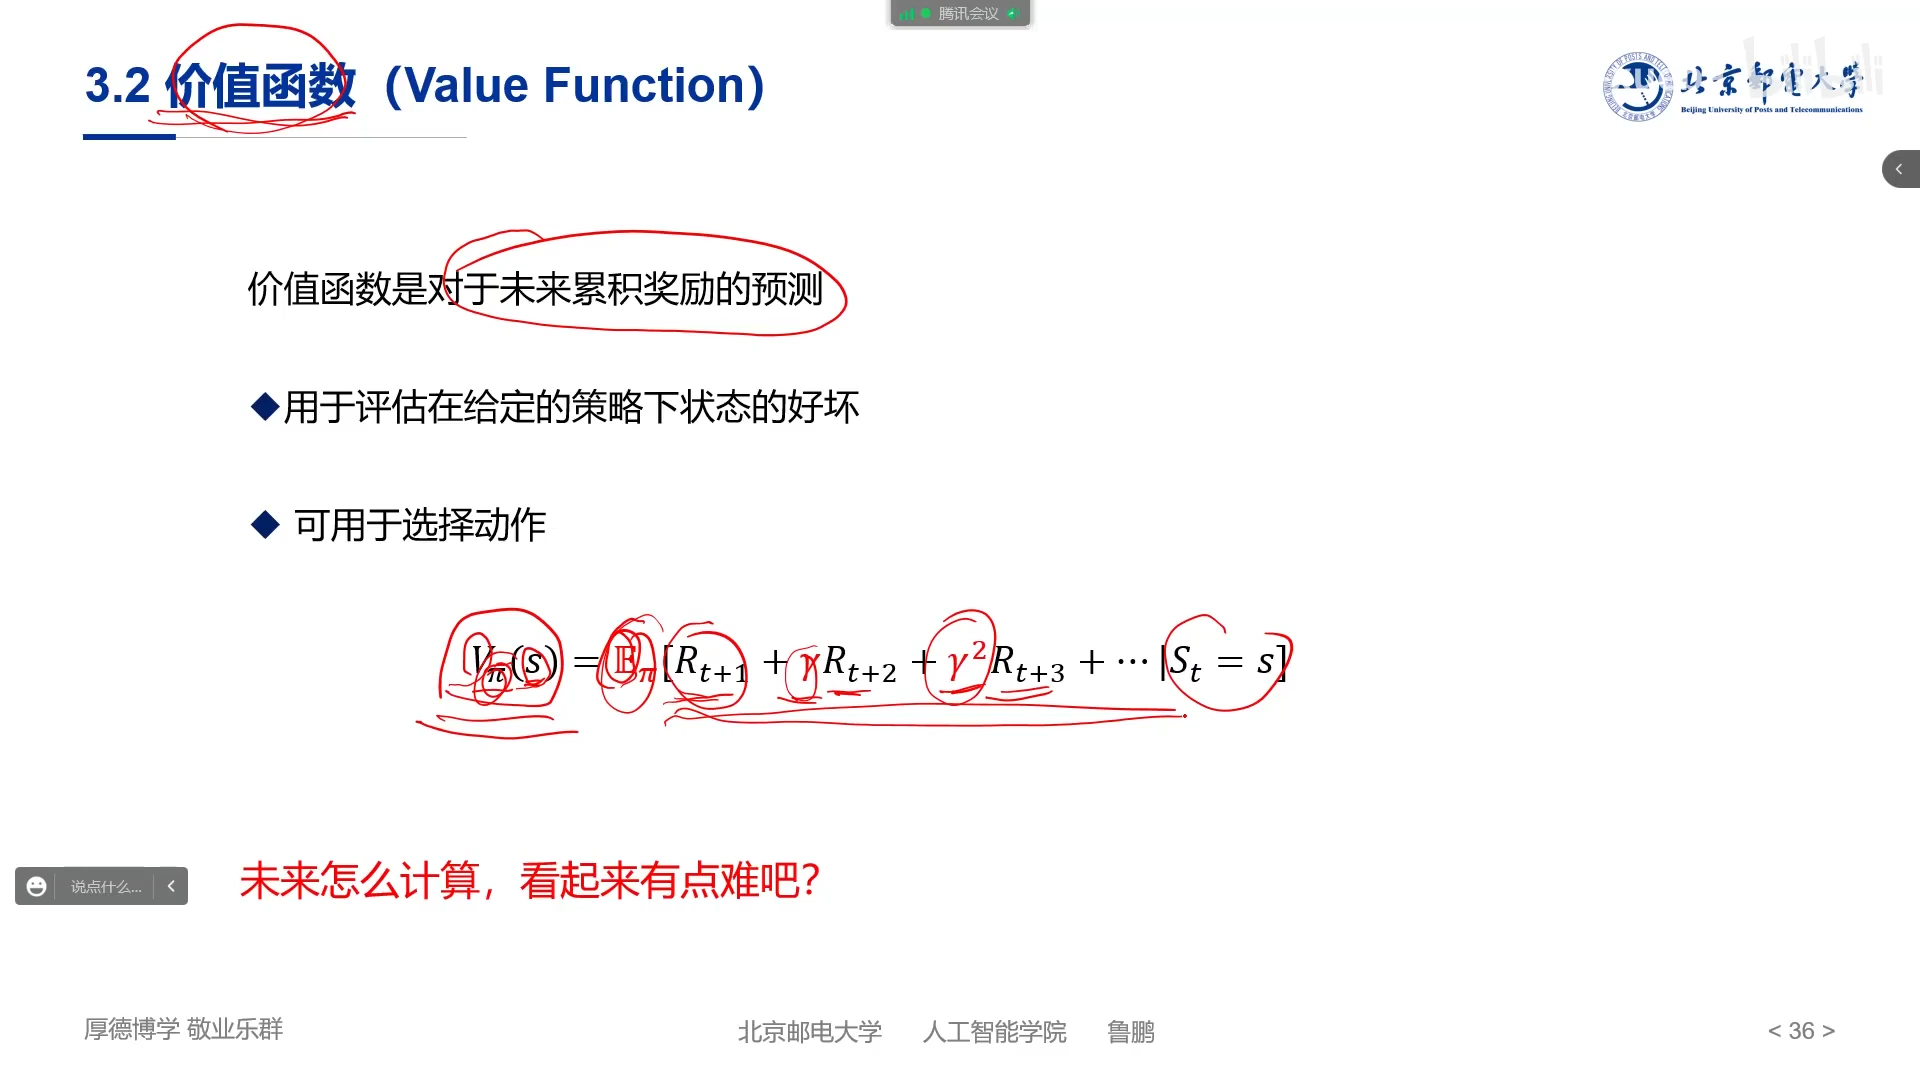 腾讯会议
3.2 价值函数（Value Function）
北京邮电大学
Beijing University of Posts and Telecommunications
价值函数是对于未来累积奖励的预测
◆用于评估在给定的策略下状态的好坏
◆ 可用于选择动作
V_π(s) = 𝔼_π[R_{t+1} + γR_{t+2} + γ²R_{t+3} + ⋯ |S_t = s]
说点什么...
未来怎么计算，看起来有点难吧？
厚德博学 敬业乐群
北京邮电大学 人工智能学院 鲁鹏
< 36 >